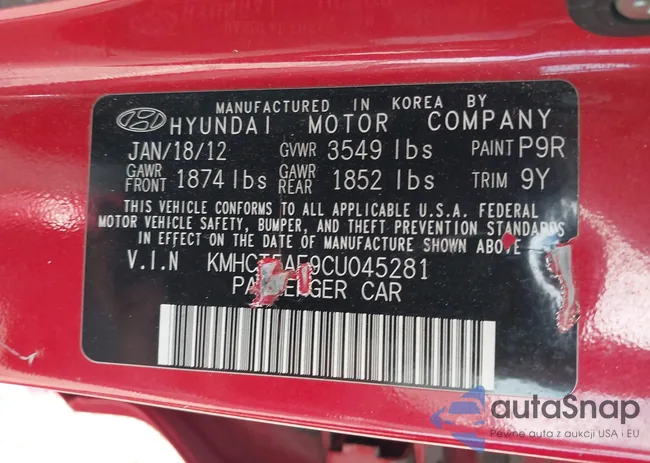 MANUFACTURED IN KOREA BY
HYUNDAI MOTOR COMPANY
JAN/18/12 GVWR 3549 lbs PAINT P9R
GAWR FRONT 1874 lbs GAWR REAR 1852 lbs TRIM 9Y
THIS VEHICLE CONFORMS TO ALL APPLICABLE U.S.A. FEDERAL
MOTOR VEHICLE SAFETY, BUMPER, AND THEFT PREVENTION
STANDARDS IN EFFECT ON THE DATE OF MANUFACTURE SHOWN ABOVE
V.I.N KMHCT5AE9CU045281
PASSENGER CAR
autaSnap
Pewne auta z aukcji USA i EU